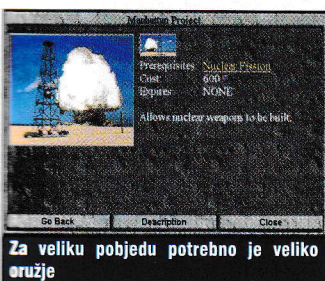 Manhattan Project
Prerequisites Nuclear Fission
Cost 600
Expires NONE
Allows nuclear weapons to be built.
Go Back Description Close
Za veliku pobjedu potrebno je veliko
oružje